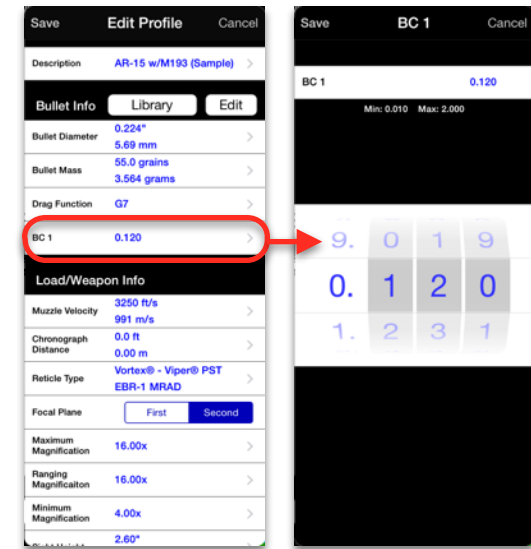 Save Edit Profile Cancel
Description AR-15 w/M193 (Sample)
Bullet Info Library Edit
Bullet Diameter 0.224"
5.69 mm
Bullet Mass 55.0 grains
3.564 grams
Drag Function G7
BC 1 0.120
Load/Weapon Info
Muzzle Velocity 3250 ft/s
991 m/s
Chronograph Distance 0.0 ft
0.00 m
Reticle Type Vortex® - Viper® PST
EBR-1 MRAD
Focal Plane First Second
Maximum Magnification 16.00x
Ranging Magnificaiton 16.00x
Minimum Magnification 4.00x
2.60"
Save BC 1 Cancel
BC 1 0.120
Min: 0.010 Max: 2.000
9. 0 1 9
0. 1 2 0
1. 2 3 1